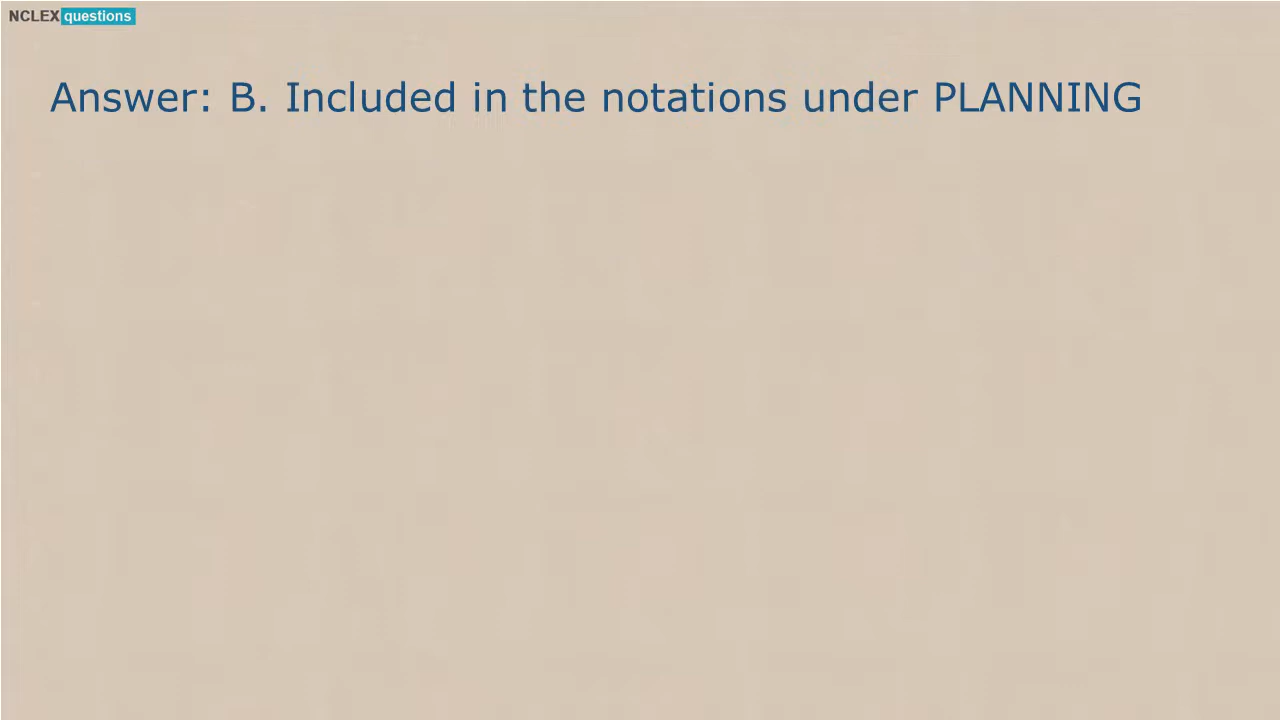 NCLEX questions
Answer: B. Included in the notations under PLANNING